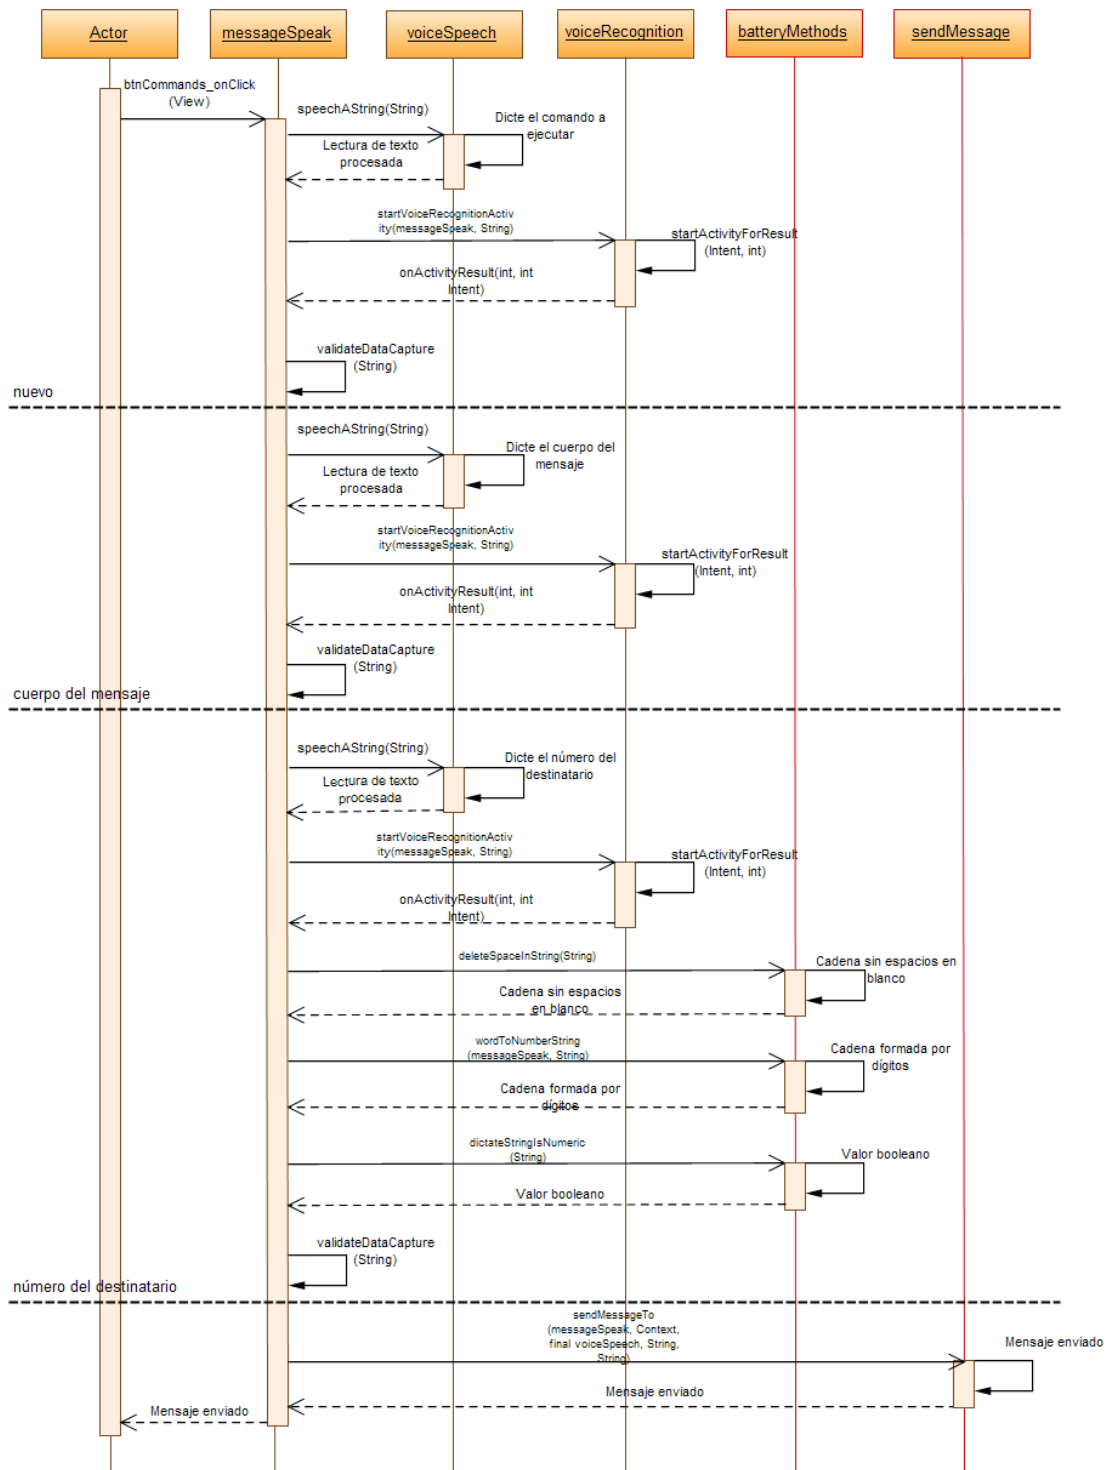 Actor
messageSpeak
voiceSpeech
voiceRecognition
batteryMethods
sendMessage
btnCommands_onClick
(View)
speechAString(String)
Dicte el comando a
ejecutar
Lectura de texto
procesada
startVoiceRecognitionActiv
ity(messageSpeak, String)
startActivityForResult
(Intent, int)
onActivityResult(int, int
Intent)
validateDataCapture
(String)
nuevo
speechAString(String)
Dicte el cuerpo del
mensaje
Lectura de texto
procesada
startVoiceRecognitionActiv
ity(messageSpeak, String)
startActivityForResult
(Intent, int)
onActivityResult(int, int
Intent)
validateDataCapture
(String)
cuerpo del mensaje
speechAString(String)
Dicte el número del
destinatario
Lectura de texto
procesada
startVoiceRecognitionActiv
ity(messageSpeak, String)
startActivityForResult
(Intent, int)
onActivityResult(int, int
Intent)
deleteSpaceInString(String)
Cadena sin espacios en
blanco
Cadena sin espacios
en blanco
wordToNumberString
(messageSpeak, String)
Cadena formada por
dígitos
Cadena formada por
dígitos
dictateStringIsNumeric
(String)
Valor booleano
Valor booleano
validateDataCapture
(String)
número del destinatario
sendMessageTo
(messageSpeak, Context,
final voiceSpeech, String,
String)
Mensaje enviado
Mensaje enviado
Mensaje enviado